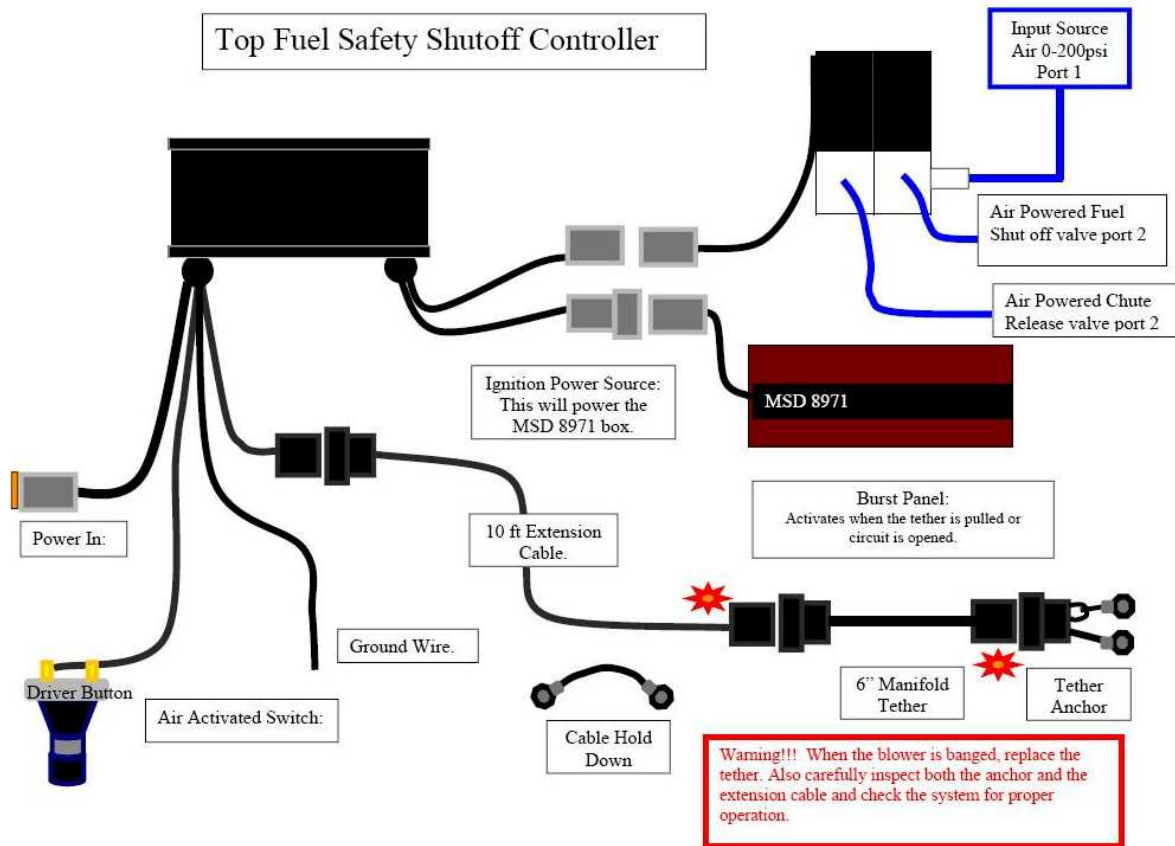 Top Fuel Safety Shutoff Controller
Input Source
Air 0-200psi
Port 1
Air Powered Fuel
Shut off valve port 2
Air Powered Chute
Release valve port 2
Ignition Power Source:
This will power the
MSD 8971 box.
MSD 8971
Power In:
10 ft Extension
Cable.
Burst Panel:
Activates when the tether is pulled or
circuit is opened.
Ground Wire.
Driver Button
Air Activated Switch:
Cable Hold
Down
6” Manifold
Tether
Tether
Anchor
Warning!!! When the blower is banged, replace the
tether. Also carefully inspect both the anchor and the
extension cable and check the system for proper
operation.